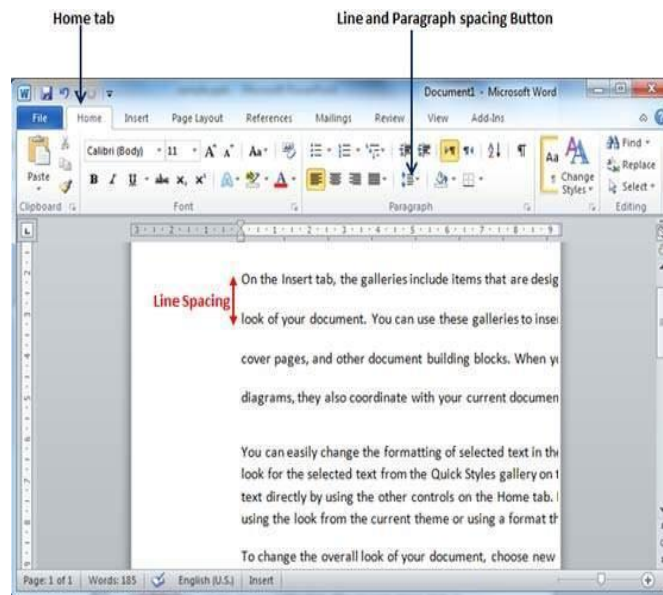 Home tab
Line and Paragraph spacing Button
Document1 - Microsoft Word
File Home Insert Page Layout References Mailings Review View Add-Ins
Calibri (Body) 11
Paste
Change Styles
Find
Replace
Select
Clipboard Font Paragraph Editing
Line Spacing
On the Insert tab, the galleries include items that are desig
look of your document. You can use these galleries to inse
cover pages, and other document building blocks. When y
diagrams, they also coordinate with your current documen
You can easily change the formatting of selected text in the
look for the selected text from the Quick Styles gallery on t
text directly by using the other controls on the Home tab.
using the look from the current theme or using a format th
To change the overall look of your document, choose new
Page: 1 of 1 Words: 185 English (U.S.) Insert